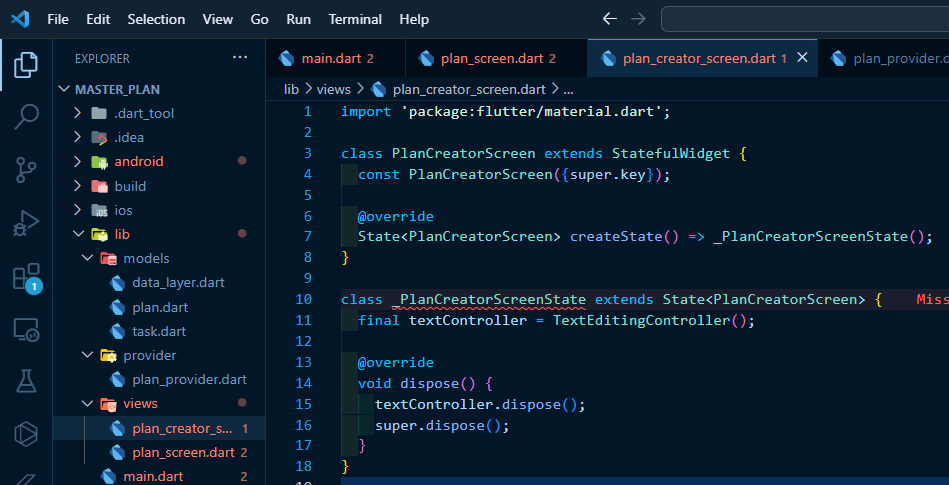 File Edit Selection View Go Run Terminal Help
EXPLORER
main.dart 2
plan_screen.dart 2
plan_creator_screen.dart 1
plan_provider.d
MASTER_PLAN
lib > views > plan_creator_screen.dart > ...
.dart_tool
.idea
android
build
ios
lib
models
data_layer.dart
plan.dart
task.dart
provider
plan_provider.dart
views
plan_creator_s... 1
plan_screen.dart 2
main.dart 2
1
1 import 'package:flutter/material.dart';
2
3 class PlanCreatorScreen extends StatefulWidget {
4 const PlanCreatorScreen({super.key});
5
6 @override
7 State<PlanCreatorScreen> createState() => _PlanCreatorScreenState();
8 }
9
10 class _PlanCreatorScreenState extends State<PlanCreatorScreen> { Miss
11 final textController = TextEditingController();
12
13 @override
14 void dispose() {
15 textController.dispose();
16 super.dispose();
17 }
18 }